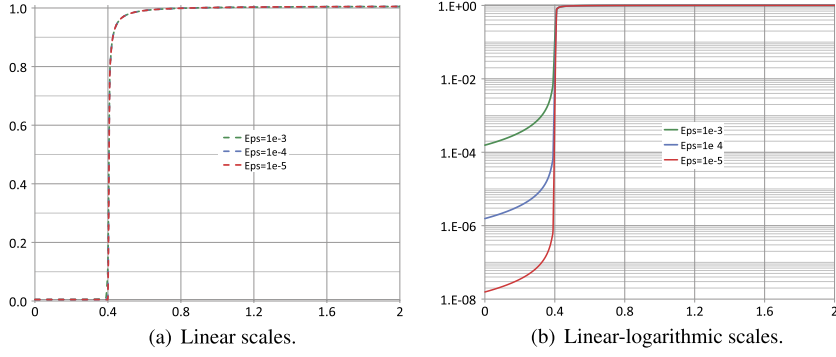 1.0
0.8
0.6
0.4
0.2
0.0
0 0.4 0.8 1.2 1.6 2
Eps=1e-3
Eps=1e-4
Eps=1e-5
(a) Linear scales.
1.E+00
1.E-02
1.E-04
1.E-06
1.E-08
0 0.4 0.8 1.2 1.6 2
Eps=1e-3
Eps=1e 4
Eps=1e-5
(b) Linear-logarithmic scales.